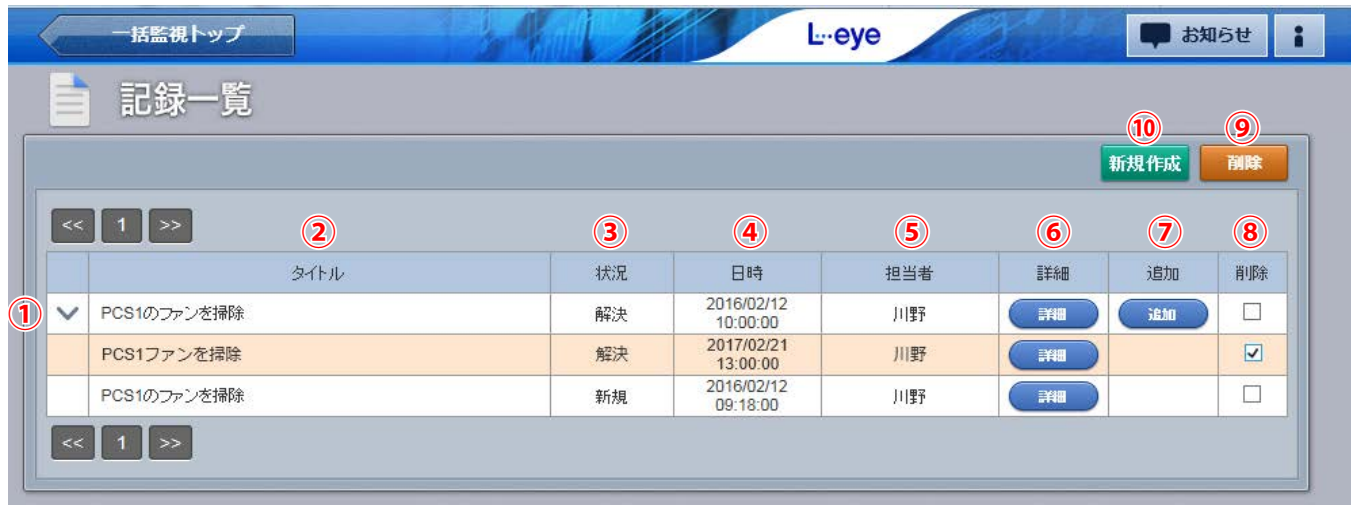 一括監視トップ
L・・・eye
お知らせ
i
記録一覧
⑩ ⑨
新規作成 削除
<< 1 >>
② ③ ④ ⑤ ⑥ ⑦ ⑧
タイトル 状況 日時 担当者 詳細 追加 削除
① PCS1のファンを掃除 解決 2016/02/12 川野 詳細 追加
10:00:00
PCS1ファンを掃除 解決 2017/02/21 川野 詳細
13:00:00
PCS1のファンを掃除 新規 2016/02/12 川野 詳細
09:18:00
<< 1 >>